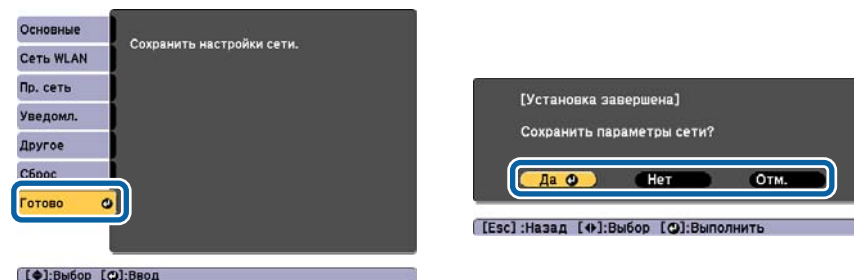 Основные
Сохранить настройки сети.
Сеть WLAN
Пр. сеть
Уведомл.
Другое
Сброс
Готово
[Установка завершена]
Сохранить параметры сети?
Да Нет Отм.
[Esc] :Назад [◂▸]:Выбор [⏎]:Выполнить
[◆]:Выбор [⏎]:Ввод